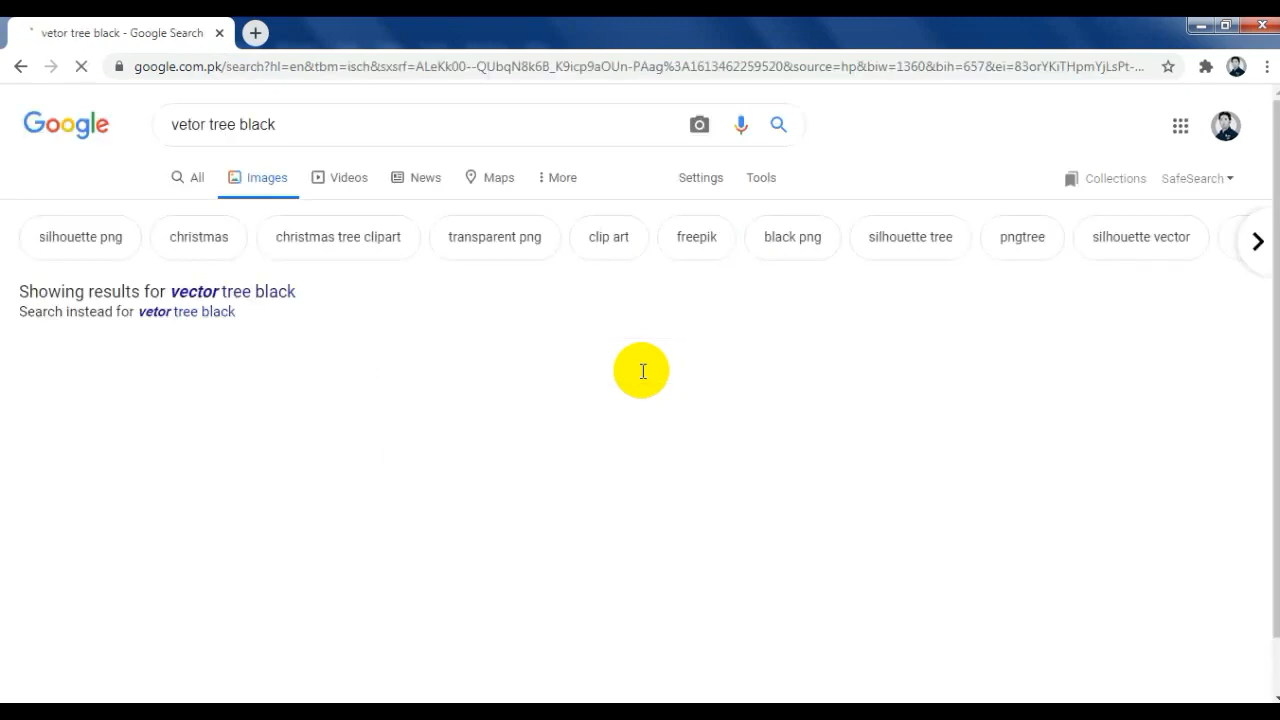 vetor tree black - Google Search
google.com.pk/search?hl=en&tbm=isch&sxsrf=ALeKk00--QUbqN8k6B_K9icp9aOUn-PAag%3A1613462259520&source=hp&biw=1360&bih=657&ei=83orYKiTHpmYjLsPt-...
Google
vetor tree black
All Images Videos News Maps More Settings Tools Collections SafeSearch
silhouette png christmas christmas tree clipart transparent png clip art freepik black png silhouette tree pngtree silhouette vector
Showing results for vector tree black
Search instead for vetor tree black